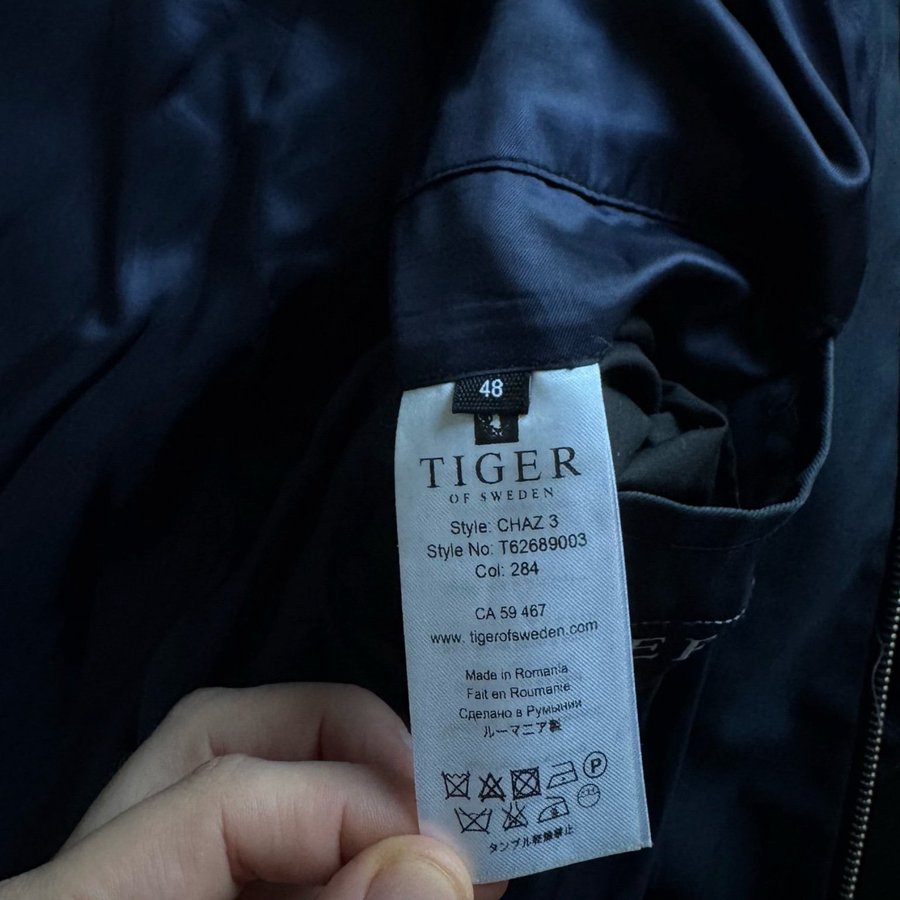 48
TIGER
OF SWEDEN
Style: CHAZ 3
Style No: T62689003
Col: 284
CA 59 467
www. tigerofsweden.com
Made in Romania
Fait en Roumanie
Сделано в Румынии
ルーマニア製
P
タンブル乾燥禁止